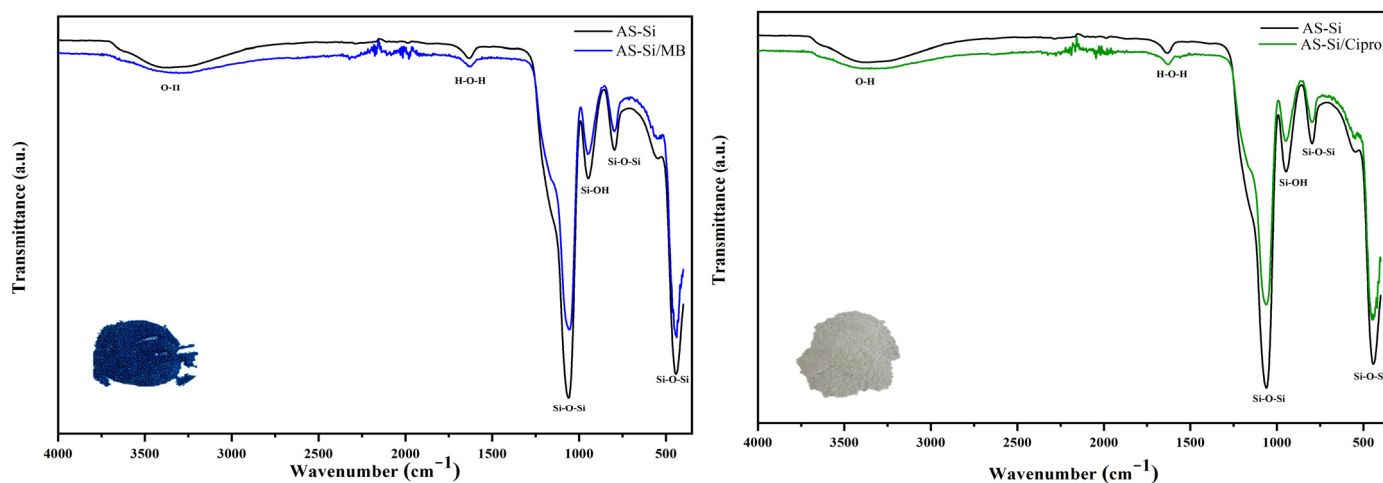 AS-Si
AS-Si/MB
O-H
H-O-H
Si-O-Si
Si-OH
Si-O-Si
Si-O-Si
Transmittance (a.u.)
4000 3500 3000 2500 2000 1500 1000 500
Wavenumber (cm⁻¹)
AS-Si
AS-Si/Cipro
O-H
H-O-H
Si-O-Si
Si-OH
Si-O-S
Si-O-Si
Transmittance (a.u.)
4000 3500 3000 2500 2000 1500 1000 500
Wavenumber (cm⁻¹)